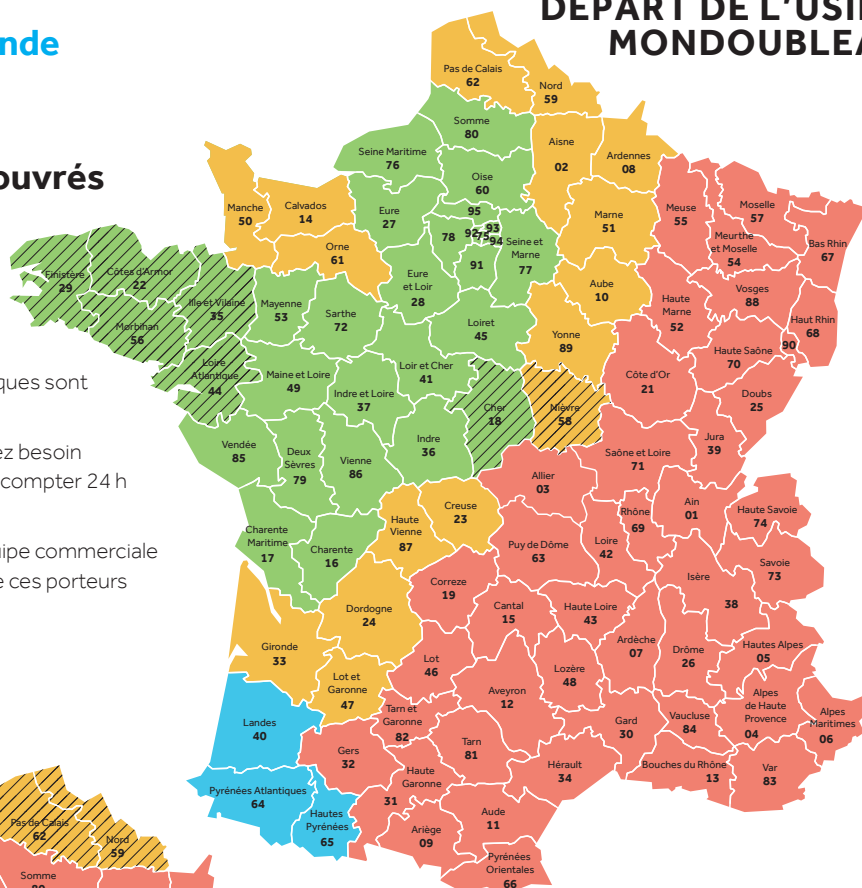 DÉPART DE L'USI
MONDOUBLEA
nde
ouvrés
ques sont
ez besoin
compter 24 h
uipe commerciale
e ces porteurs
Pas de Calais
62
Nord
59
Somme
80
Aisne
02
Ardennes
08
Seine Maritime
76
Oise
60
Manche
50
Calvados
14
Eure
27
95
Marne
51
Meuse
55
Moselle
57
Orne
61
78
92
75
93
94
Seine et
Marne
77
91
Meurthe
et Moselle
54
Bas Rhin
67
Finistère
29
Côtes d'Armor
22
Ille et Vilaine
35
Mayenne
53
Sarthe
72
Eure
et Loir
28
Aube
10
Haute
Marne
52
Vosges
88
Haut Rhin
68
Morbihan
56
Loiret
45
Yonne
89
90
Haute Saône
70
Loire
Atlantique
44
Maine et Loire
49
Loir et Cher
41
Indre et Loire
37
Côte d'Or
21
Doubs
25
Cher
18
Nièvre
58
Vendée
85
Deux
Sèvres
79
Vienne
86
Indre
36
Jura
39
Saône et Loire
71
Allier
03
Charente
Maritime
17
Charente
16
Haute
Vienne
87
Creuse
23
Puy de Dôme
63
Loire
42
Rhône
69
Ain
01
Haute Savoie
74
Savoie
73
Isère
38
Correze
19
Dordogne
24
Cantal
15
Haute Loire
43
Gironde
33
Lot et
Garonne
47
Lot
46
Aveyron
12
Lozère
48
Ardèche
07
Drôme
26
Hautes Alpes
05
Landes
40
Tarn et
Garonne
82
Tarn
81
Gard
30
Vaucluse
84
Alpes
de Haute
Provence
04
Alpes
Maritimes
06
Gers
32
Haute
Garonne
31
Hérault
34
Bouches du Rhône
13
Var
83
Pyrénées Atlantiques
64
Hautes
Pyrénées
65
Ariège
09
Aude
11
Pyrénées
Orientales
66
Pas de Calais
62
Nord
59
Somme
80